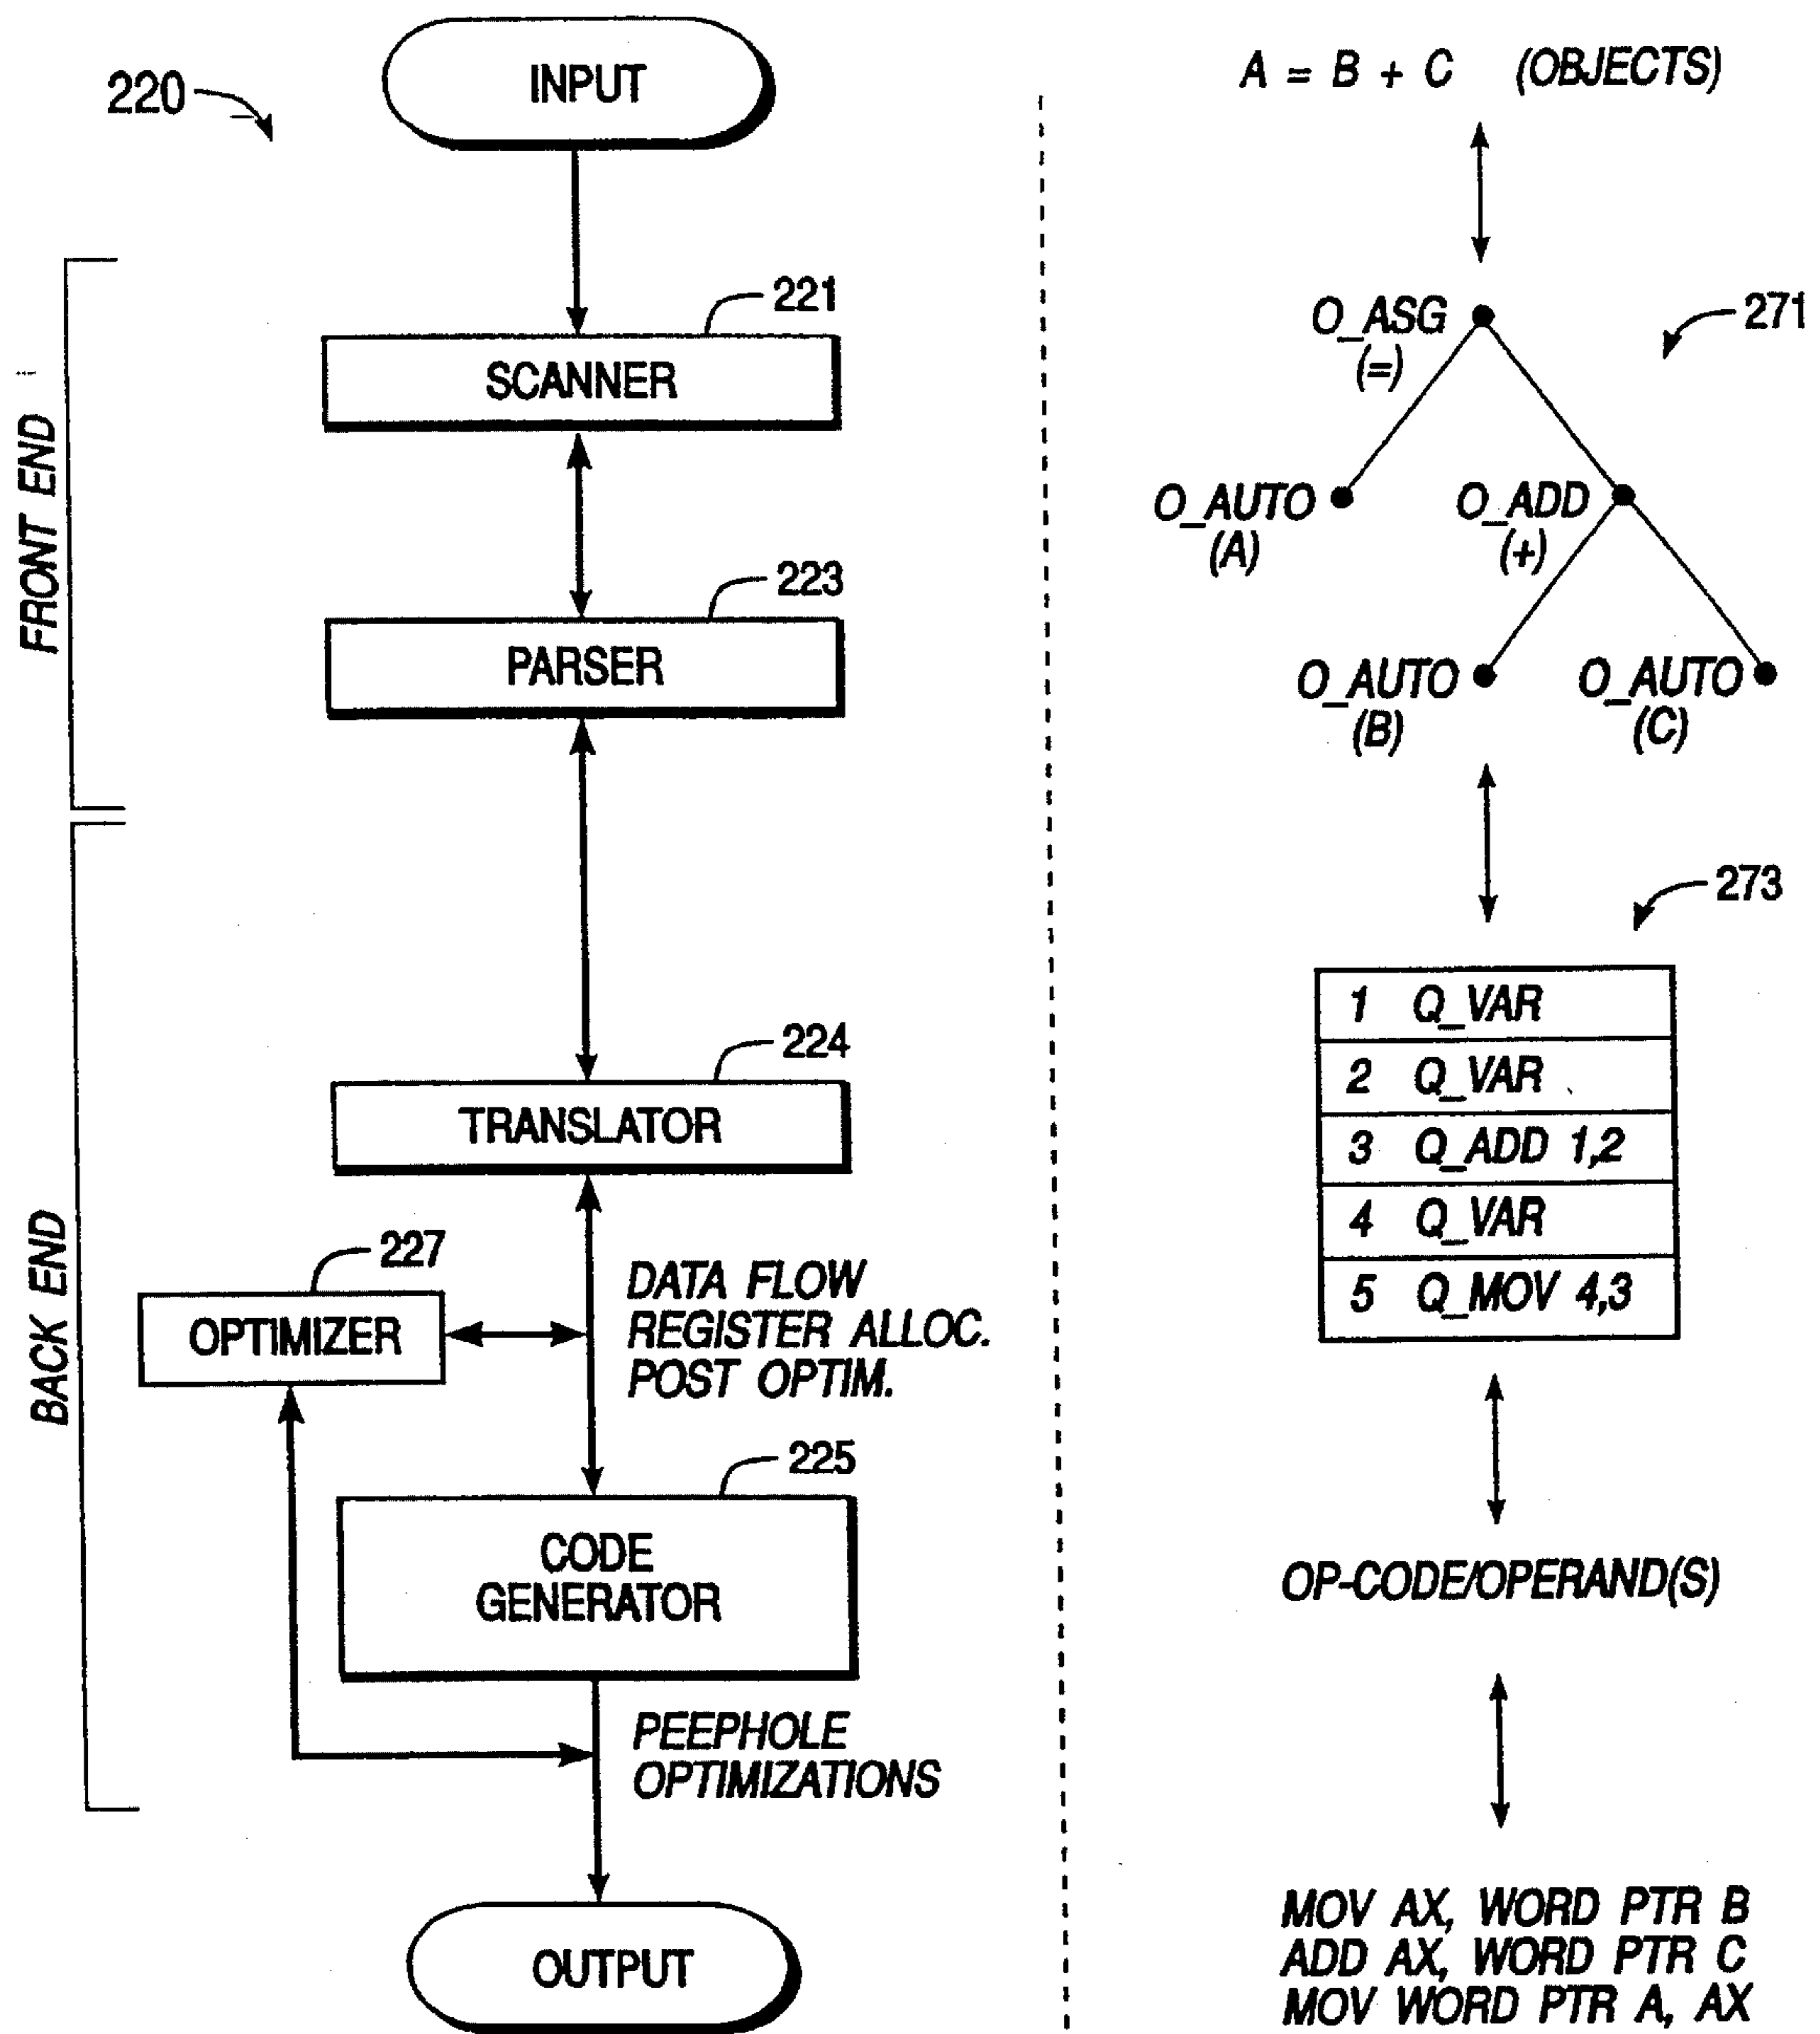 220
INPUT
FRONT END
221
SCANNER
223
PARSER
BACK END
224
TRANSLATOR
227
OPTIMIZER
DATA FLOW
REGISTER ALLOC.
POST OPTIM.
225
CODE
GENERATOR
PEEPHOLE
OPTIMIZATIONS
OUTPUT
A = B + C (OBJECTS)
271
O_ASG
(=)
O_AUTO
(A)
O_ADD
(+)
O_AUTO
(B)
O_AUTO
(C)
273
1 Q_VAR
2 Q_VAR
3 Q_ADD 1,2
4 Q_VAR
5 Q_MOV 4,3
OP-CODE/OPERAND(S)
MOV AX, WORD PTR B
ADD AX, WORD PTR C
MOV WORD PTR A, AX